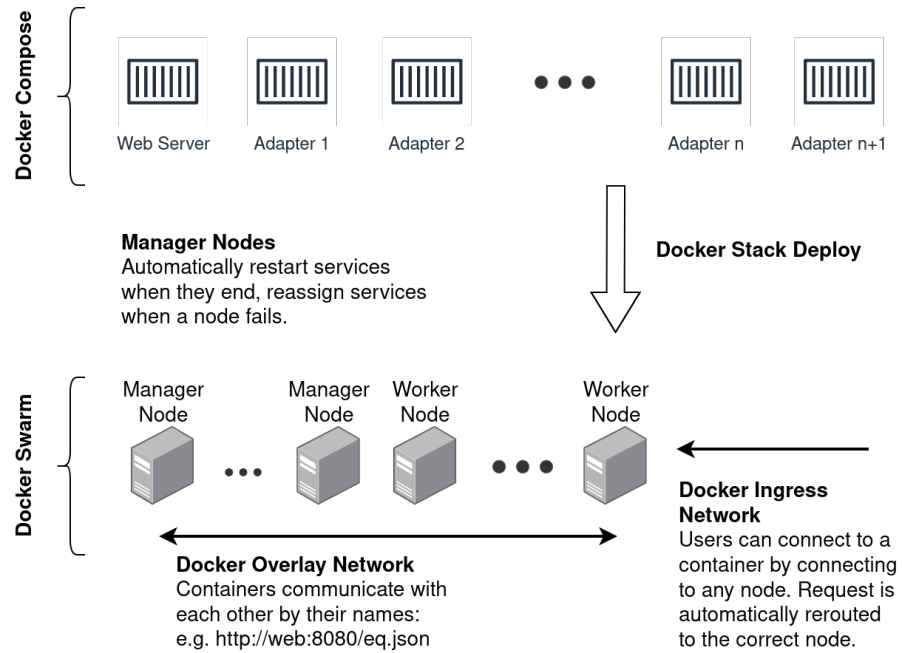 Docker Compose
Web Server
Adapter 1
Adapter 2
Adapter n
Adapter n+1
Manager Nodes
Automatically restart services
when they end, reassign services
when a node fails.
Docker Stack Deploy
Docker Swarm
Manager
Node
Manager
Node
Worker
Node
Worker
Node
Docker Overlay Network
Containers communicate with
each other by their names:
e.g. http://web:8080/eq.json
Docker Ingress
Network
Users can connect to a
container by connecting
to any node. Request is
automatically rerouted
to the correct node.